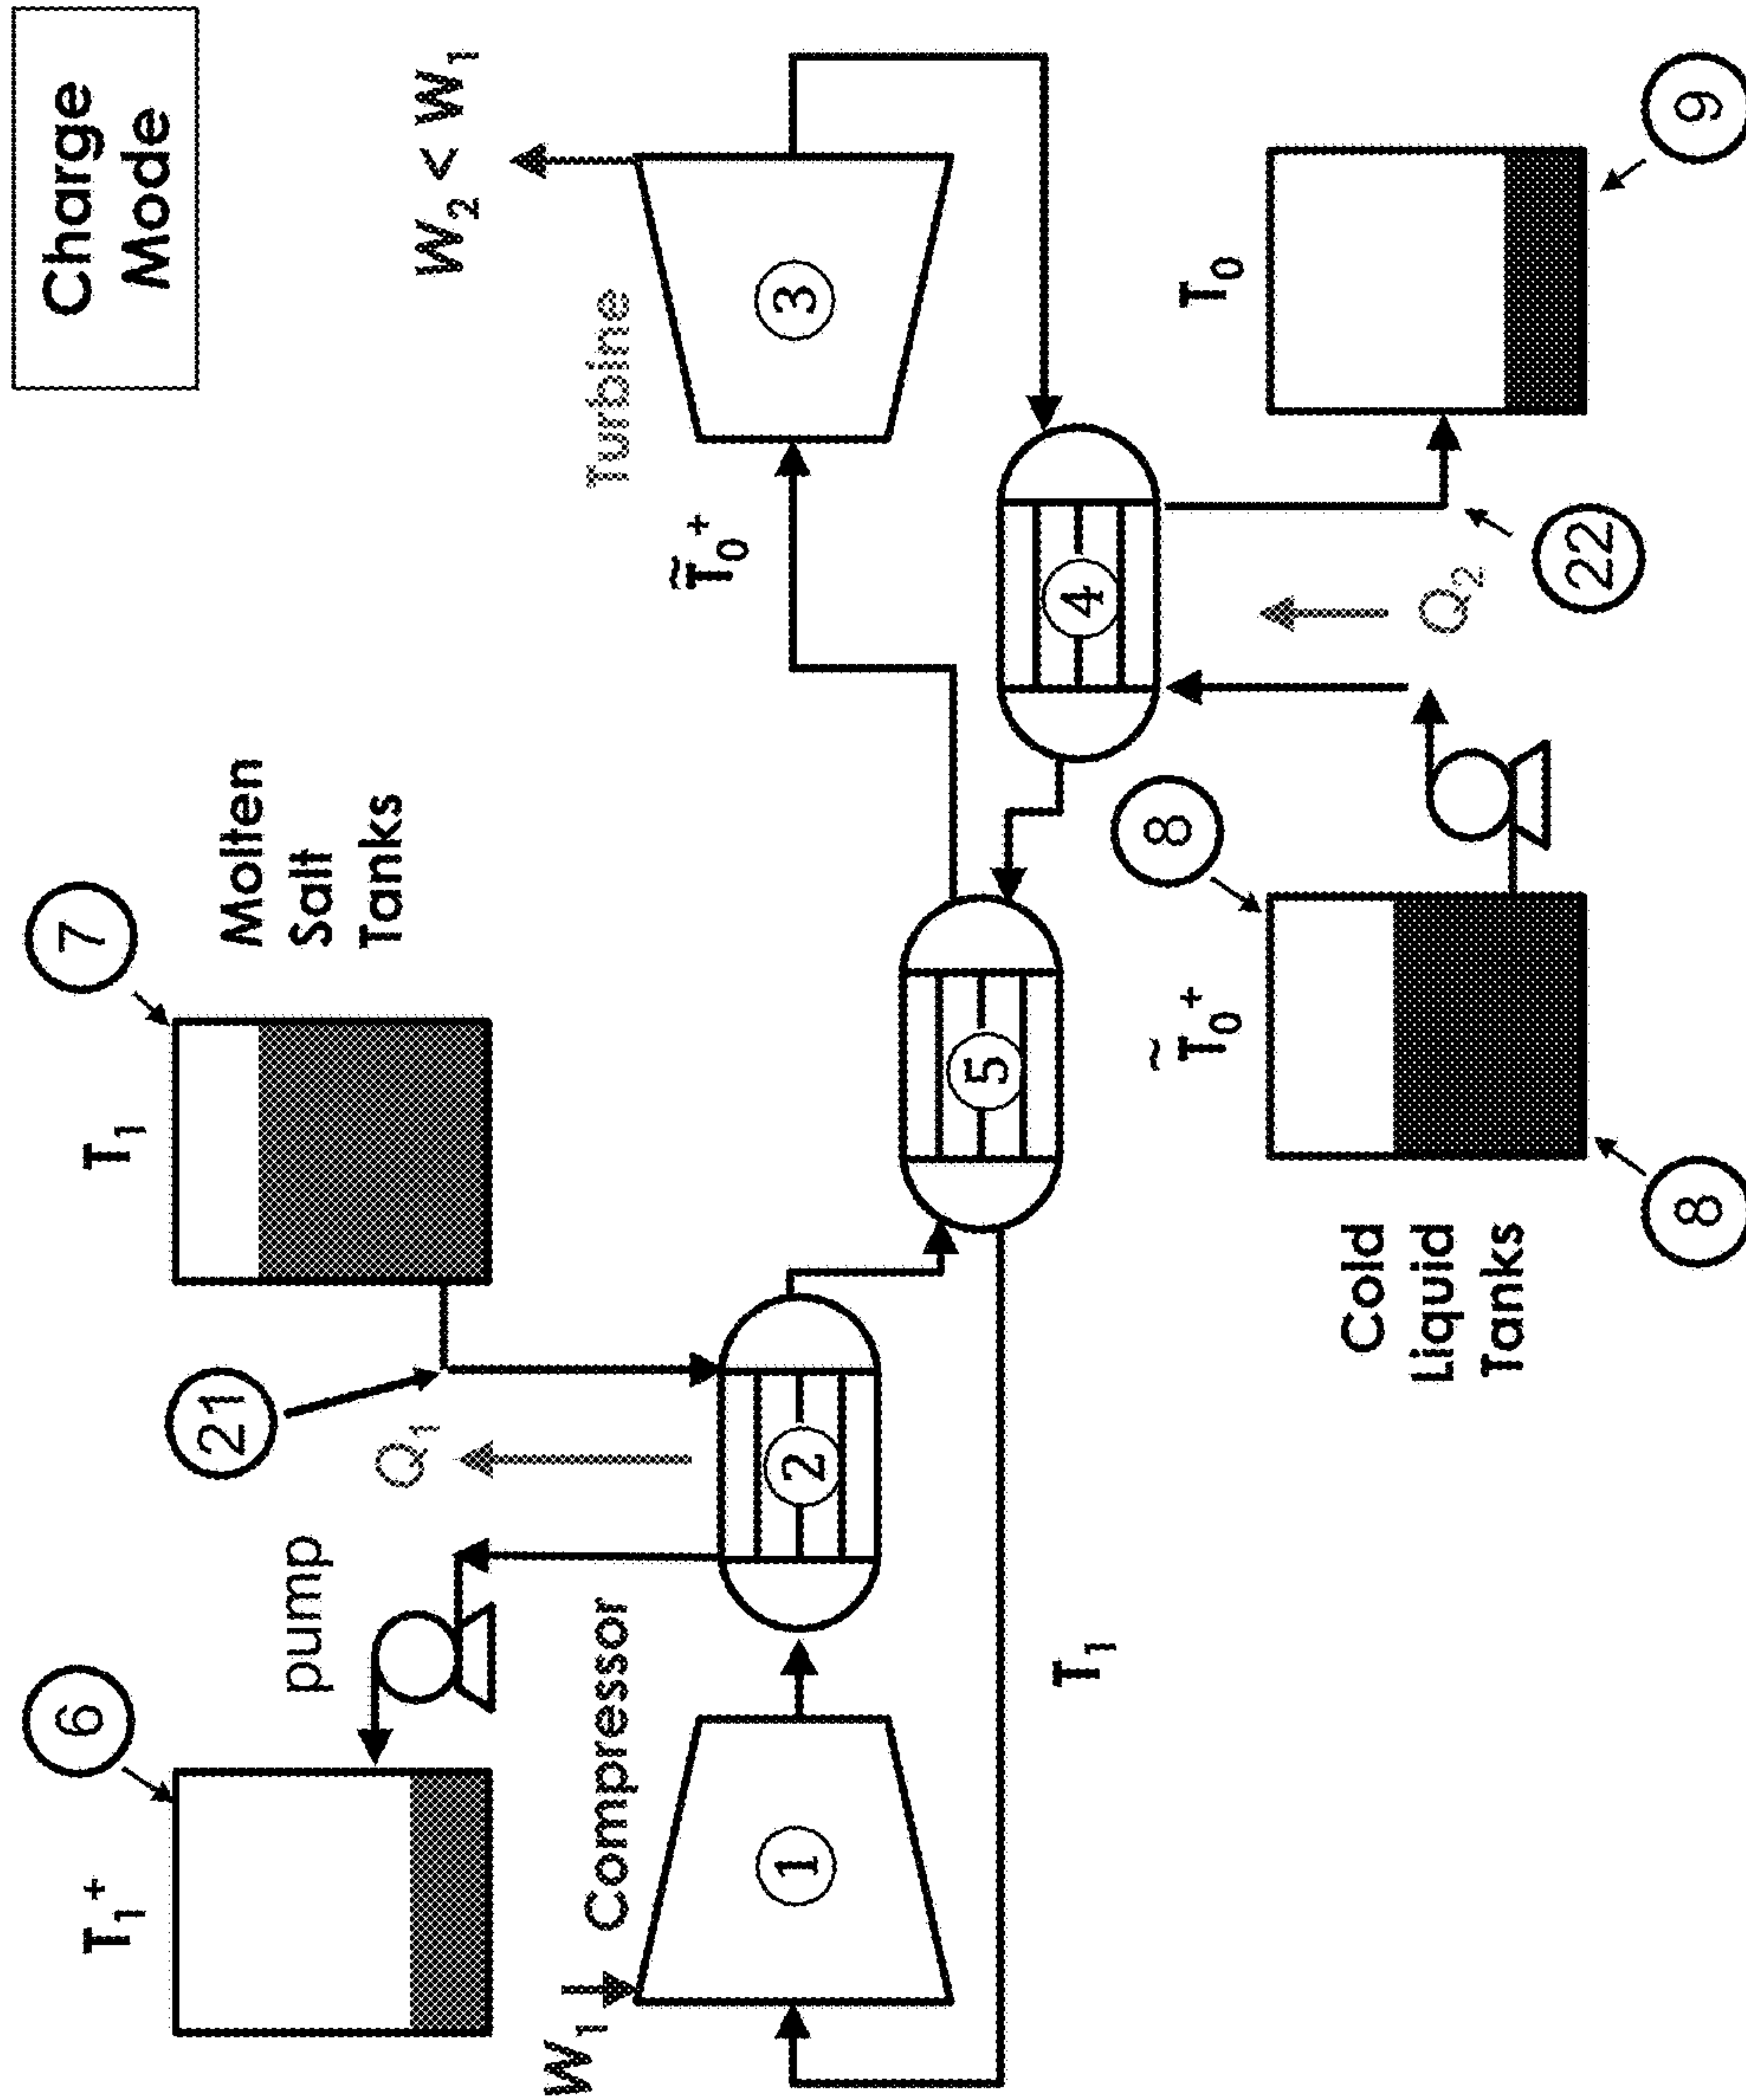 Charge
Mode
T₁⁺
6
pump
Q₁
21
T₁
7
Molten
Salt
Tanks
W₁
Compressor
1
2
5
T̃₀⁺
Turbine
3
W₂ < W₁
T₁
4
Cold
Liquid
Tanks
T̃₀⁺
8
8
Q₂
22
T₀
9